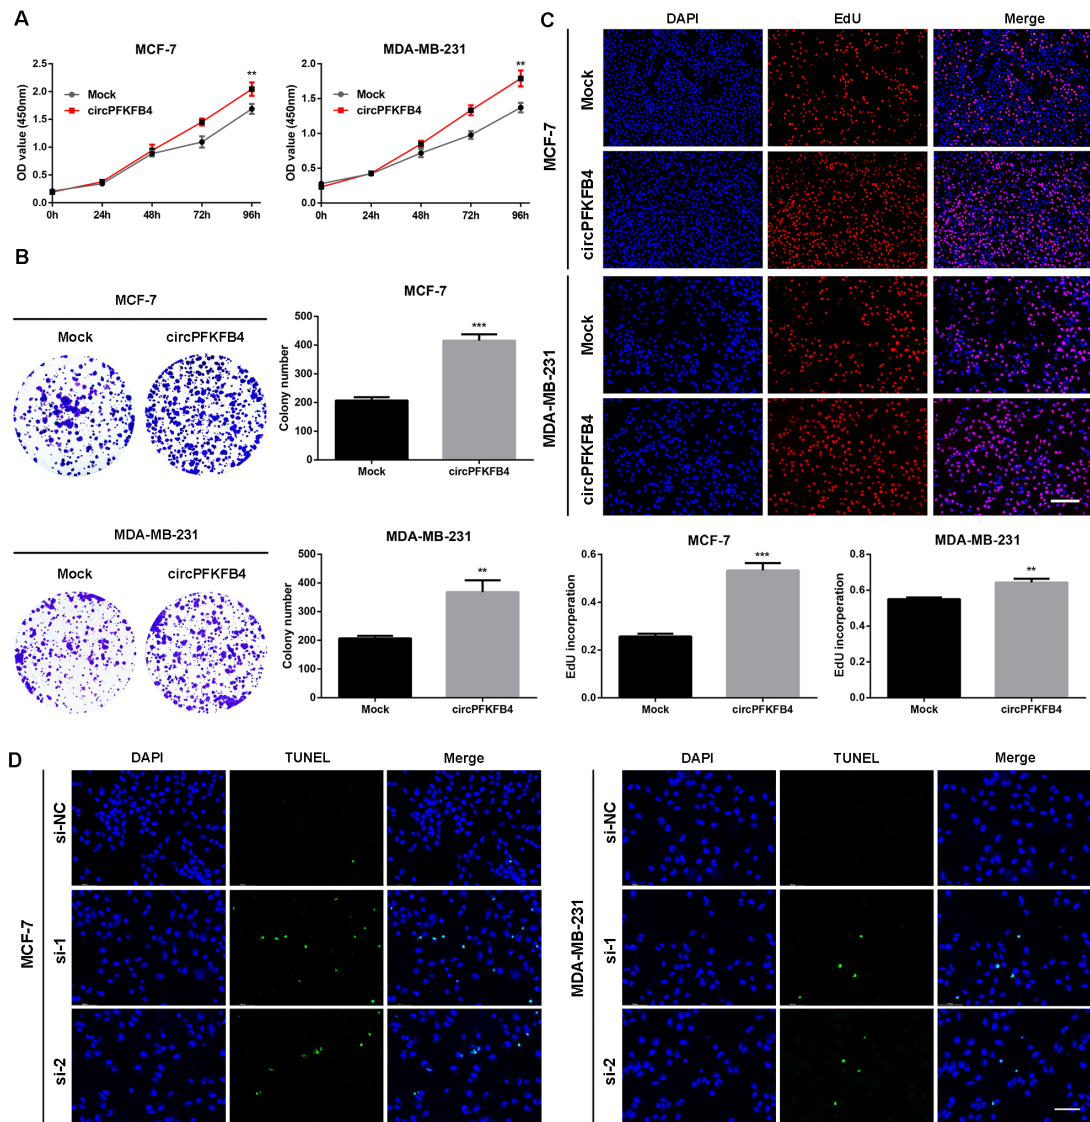 A
MCF-7
OD value (450nm)
2.5
2.0
1.5
1.0
0.5
0.0
Mock
circPFKFB4
**
0h 24h 48h 72h 96h
MDA-MB-231
OD value (450nm)
2.0
1.5
1.0
0.5
0.0
Mock
circPFKFB4
**
0h 24h 48h 72h 96h
B
MCF-7
Mock circPFKFB4
MCF-7
Colony number
500
400
300
200
100
0
***
Mock circPFKFB4
MDA-MB-231
Mock circPFKFB4
MDA-MB-231
Colony number
500
400
300
200
100
0
**
Mock circPFKFB4
C
DAPI EdU Merge
MCF-7
Mock
circPFKFB4
MDA-MB-231
Mock
circPFKFB4
MCF-7
EdU incorperation
0.6
0.4
0.2
0.0
***
Mock circPFKFB4
MDA-MB-231
EdU incorperation
0.8
0.6
0.4
0.2
0.0
**
Mock circPFKFB4
D
DAPI TUNEL Merge
MCF-7
si-NC
si-1
si-2
DAPI TUNEL Merge
MDA-MB-231
si-NC
si-1
si-2